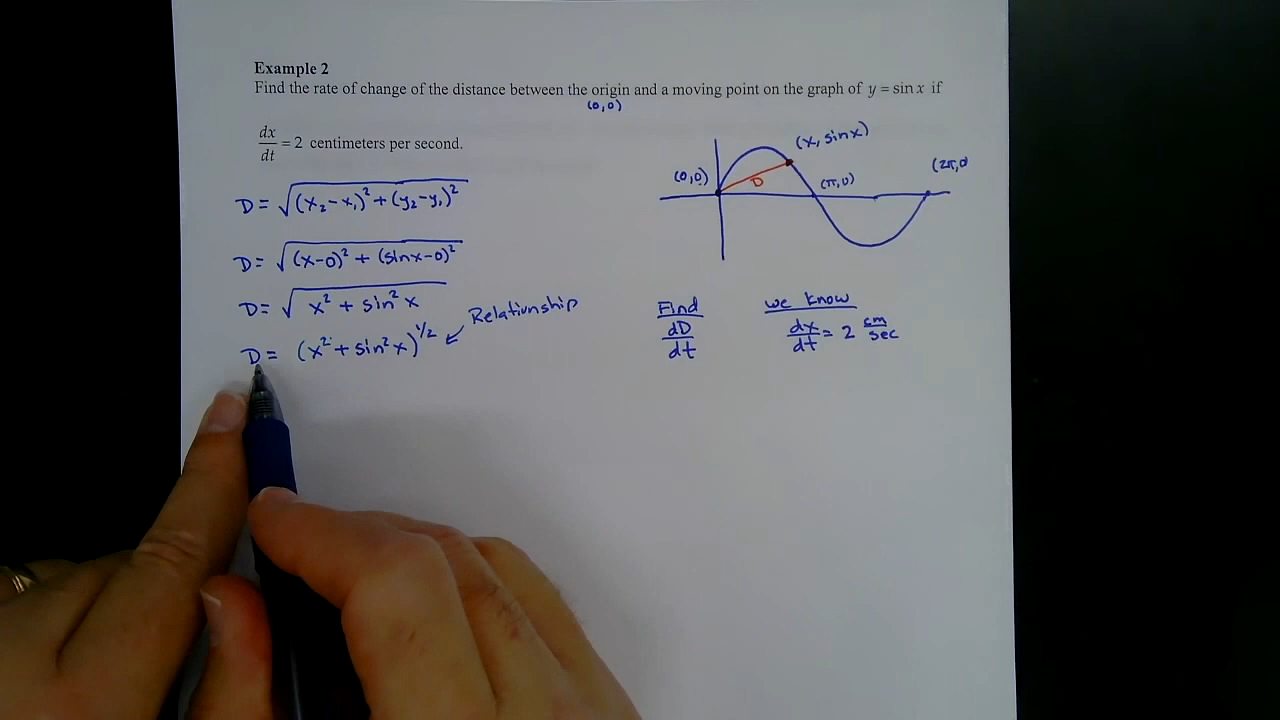 Example 2
Find the rate of change of the distance between the origin and a moving point on the graph of y = sin x if
(0,0)
dx/dt = 2 centimeters per second.
(x, sinx)
(0,0)
D
(π,0)
(2π,0
D = √((x₂-x₁)² + (y₂-y₁)²)
D = √((x-0)² + (sinx-0)²)
D = √(x² + sin² x)
D = (x² + sin² x)^1/2
Relationship
Find
dD/dt
we know
dx/dt = 2 cm/sec